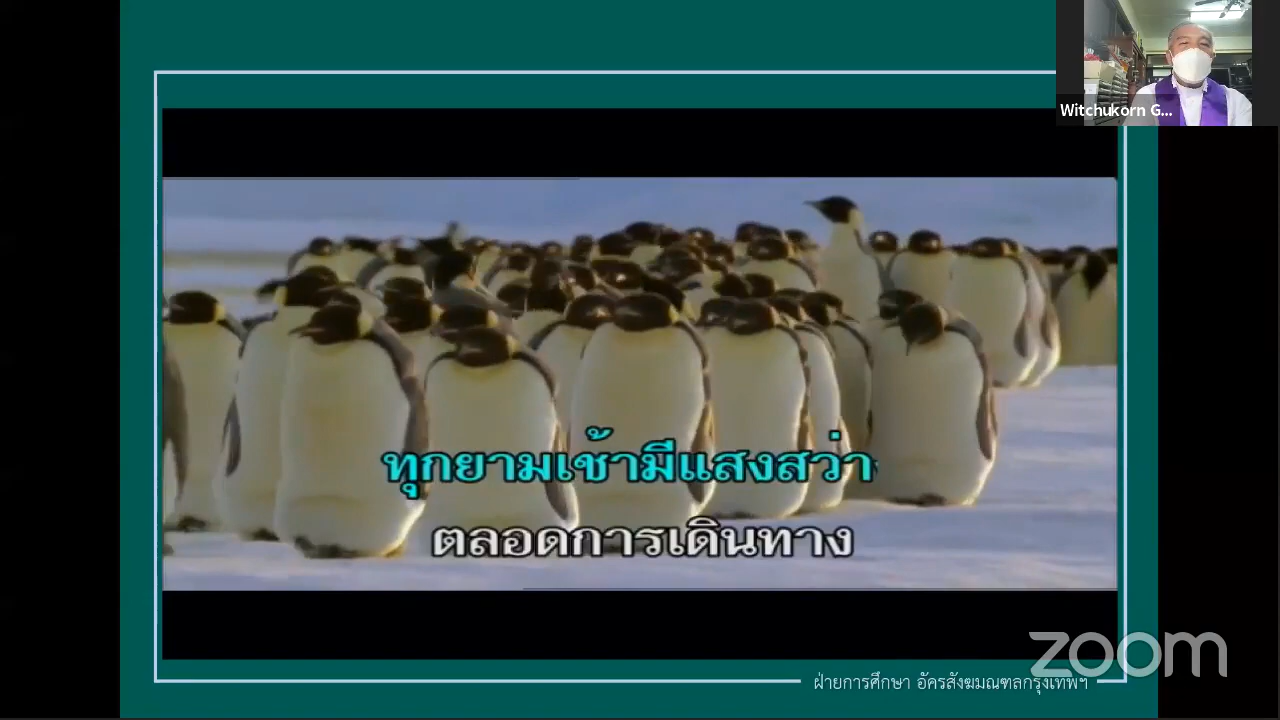 Witchukorn G...
ทุกยามเช้ามีแสงสว่าง
ตลอดการเดินทาง
zoom
ฝ่ายการศึกษา อัครสังฆมณฑลกรุงเทพฯ